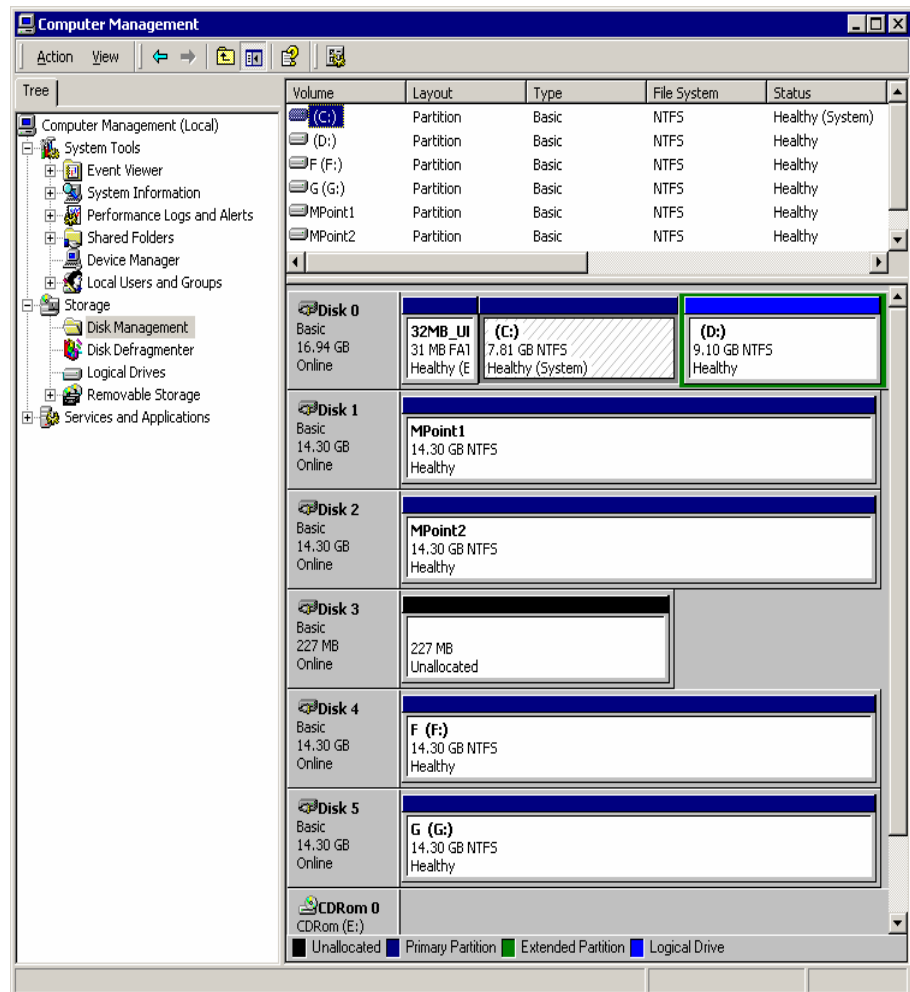 Computer Management
Action View
Tree
Computer Management (Local)
System Tools
Event Viewer
System Information
Performance Logs and Alerts
Shared Folders
Device Manager
Local Users and Groups
Storage
Disk Management
Disk Defragmenter
Logical Drives
Removable Storage
Services and Applications
Volume Layout Type File System Status
(C:) Partition Basic NTFS Healthy (System)
(D:) Partition Basic NTFS Healthy
F (F:) Partition Basic NTFS Healthy
G (G:) Partition Basic NTFS Healthy
MPoint1 Partition Basic NTFS Healthy
MPoint2 Partition Basic NTFS Healthy
Disk 0
Basic
16.94 GB
Online
32MB_UI
31 MB FAT
Healthy (E
(C:)
7.81 GB NTFS
Healthy (System)
(D:)
9.10 GB NTFS
Healthy
Disk 1
Basic
14.30 GB
Online
MPoint1
14.30 GB NTFS
Healthy
Disk 2
Basic
14.30 GB
Online
MPoint2
14.30 GB NTFS
Healthy
Disk 3
Basic
227 MB
Online
227 MB
Unallocated
Disk 4
Basic
14.30 GB
Online
F (F:)
14.30 GB NTFS
Healthy
Disk 5
Basic
14.30 GB
Online
G (G:)
14.30 GB NTFS
Healthy
CDRom 0
CDRom (E:)
Unallocated Primary Partition Extended Partition Logical Drive